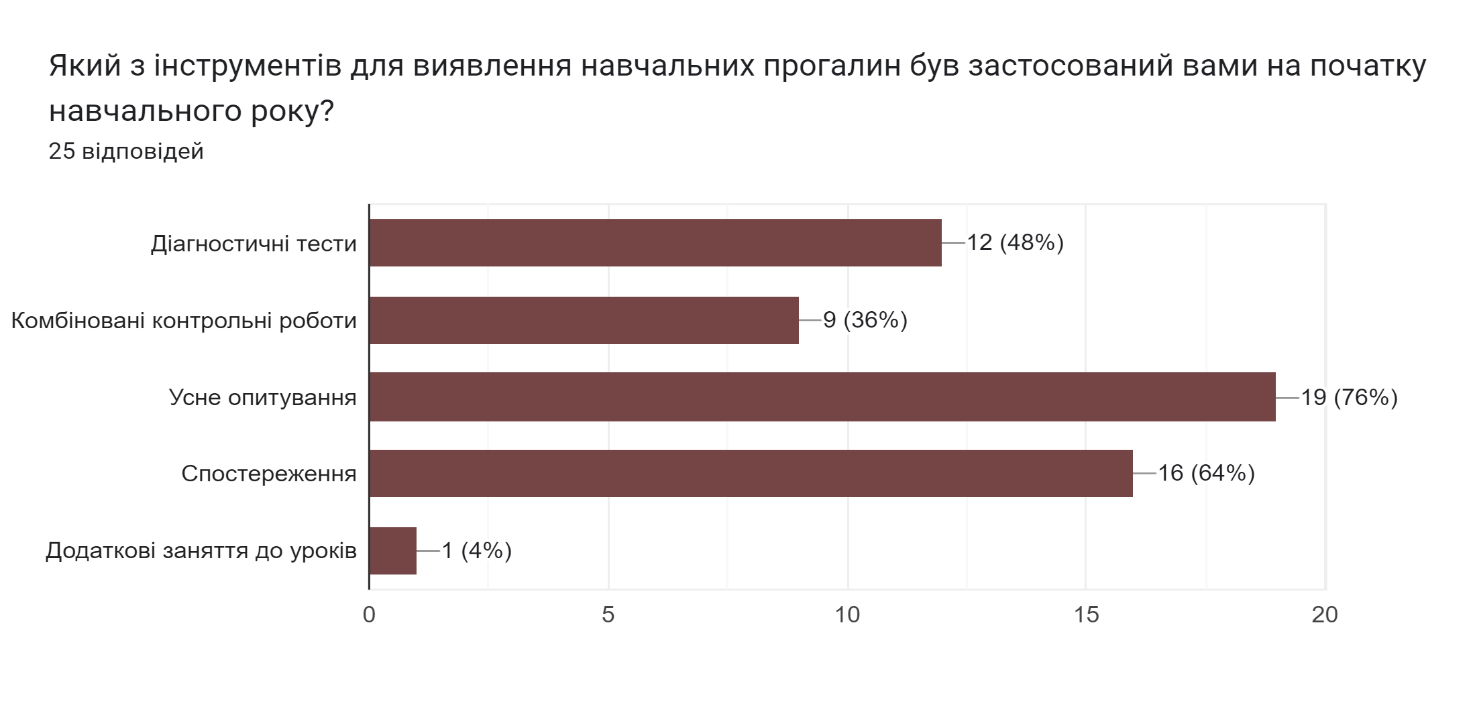 Який з інструментів для виявлення навчальних прогалин був застосований вами на початку
навчального року?
25 відповідей
Діагностичні тести
12 (48%)
Комбіновані контрольні роботи
9 (36%)
Усне опитування
19 (76%)
Спостереження
16 (64%)
Додаткові заняття до уроків
1 (4%)
0
5
10
15
20